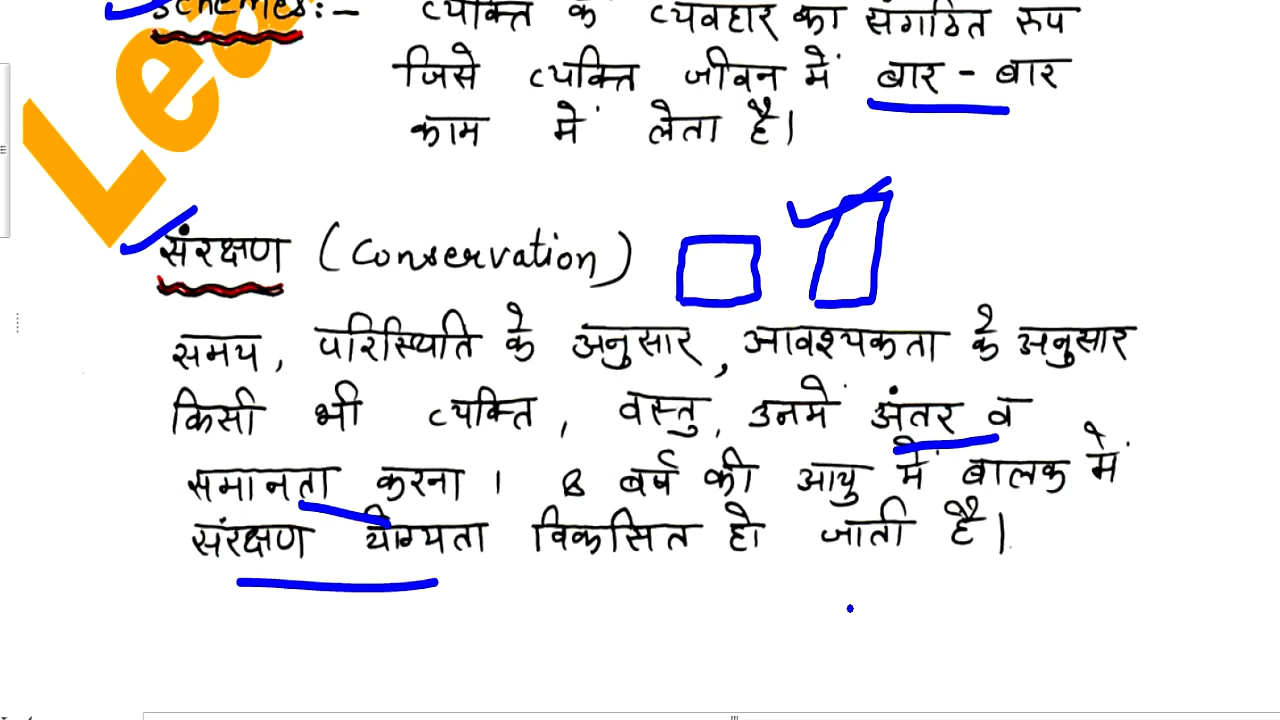 Schemes:- व्यक्ति के व्यवहार का संगठित रूप
जिसे व्यक्ति जीवन में बार - बार
काम में लेता है।
संरक्षण (Conservation)
समय, परिस्थिति के अनुसार, आवश्यकता के अनुसार
किसी भी व्यक्ति, वस्तु, उनमें अंतर व
समानता करना। 8 वर्ष की आयु में बालक में
संरक्षण योग्यता विकसित हो जाती है।